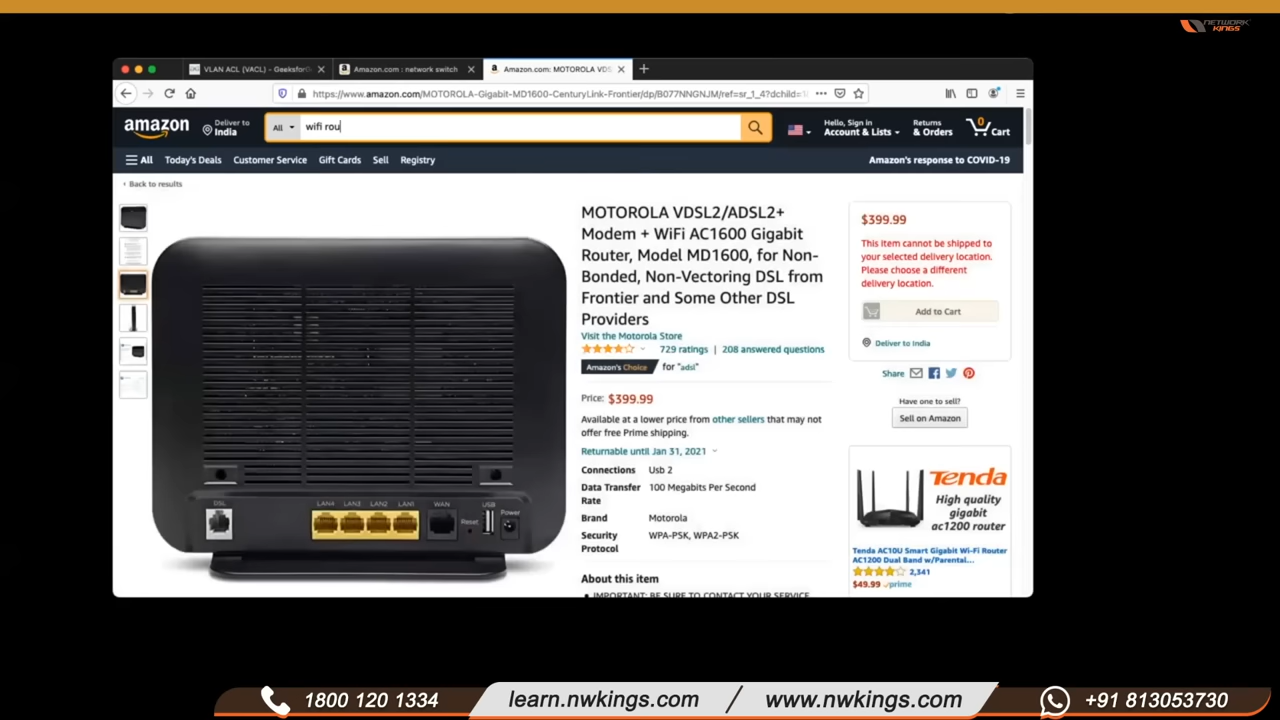 NETWORK
KINGS
VLAN ACL (VACL) - Geeksfor
Amazon.com : network switch
Amazon.com: MOTOROLA VDS
https://www.amazon.com/MOTOROLA-Gigabit-MD1600-CenturyLink-Frontier/dp/B077NNGNJM/ref=sr_1_4?dchild=1
amazon
Deliver to
India
All
wifi rou
Hello, Sign in
Account & Lists
Returns
& Orders
0
Cart
All
Today's Deals
Customer Service
Gift Cards
Sell
Registry
Amazon's response to COVID-19
‹ Back to results
MOTOROLA VDSL2/ADSL2+
Modem + WiFi AC1600 Gigabit
Router, Model MD1600, for Non-
Bonded, Non-Vectoring DSL from
Frontier and Some Other DSL
Providers
Visit the Motorola Store
729 ratings | 208 answered questions
Amazon's Choice for "adsl"
Price: $399.99
Available at a lower price from other sellers that may not
offer free Prime shipping.
Returnable until Jan 31, 2021
Connections Usb 2
Data Transfer 100 Megabits Per Second
Rate
Brand Motorola
Security WPA-PSK, WPA2-PSK
Protocol
About this item
• IMPORTANT: BE SURE TO CONTACT YOUR SERVICE
DSL
LAN4 LAN3 LAN2 LAN1
WAN
Reset
USB
Power
$399.99
This item cannot be shipped to
your selected delivery location.
Please choose a different
delivery location.
Add to Cart
Deliver to India
Share
Have one to sell?
Sell on Amazon
Tenda
High quality
gigabit
ac1200 router
Tenda AC10U Smart Gigabit Wi-Fi Router
AC1200 Dual Band w/Parental...
2,341
$49.99 prime
1800 120 1334
learn.nwkings.com / www.nwkings.com
+91 813053730